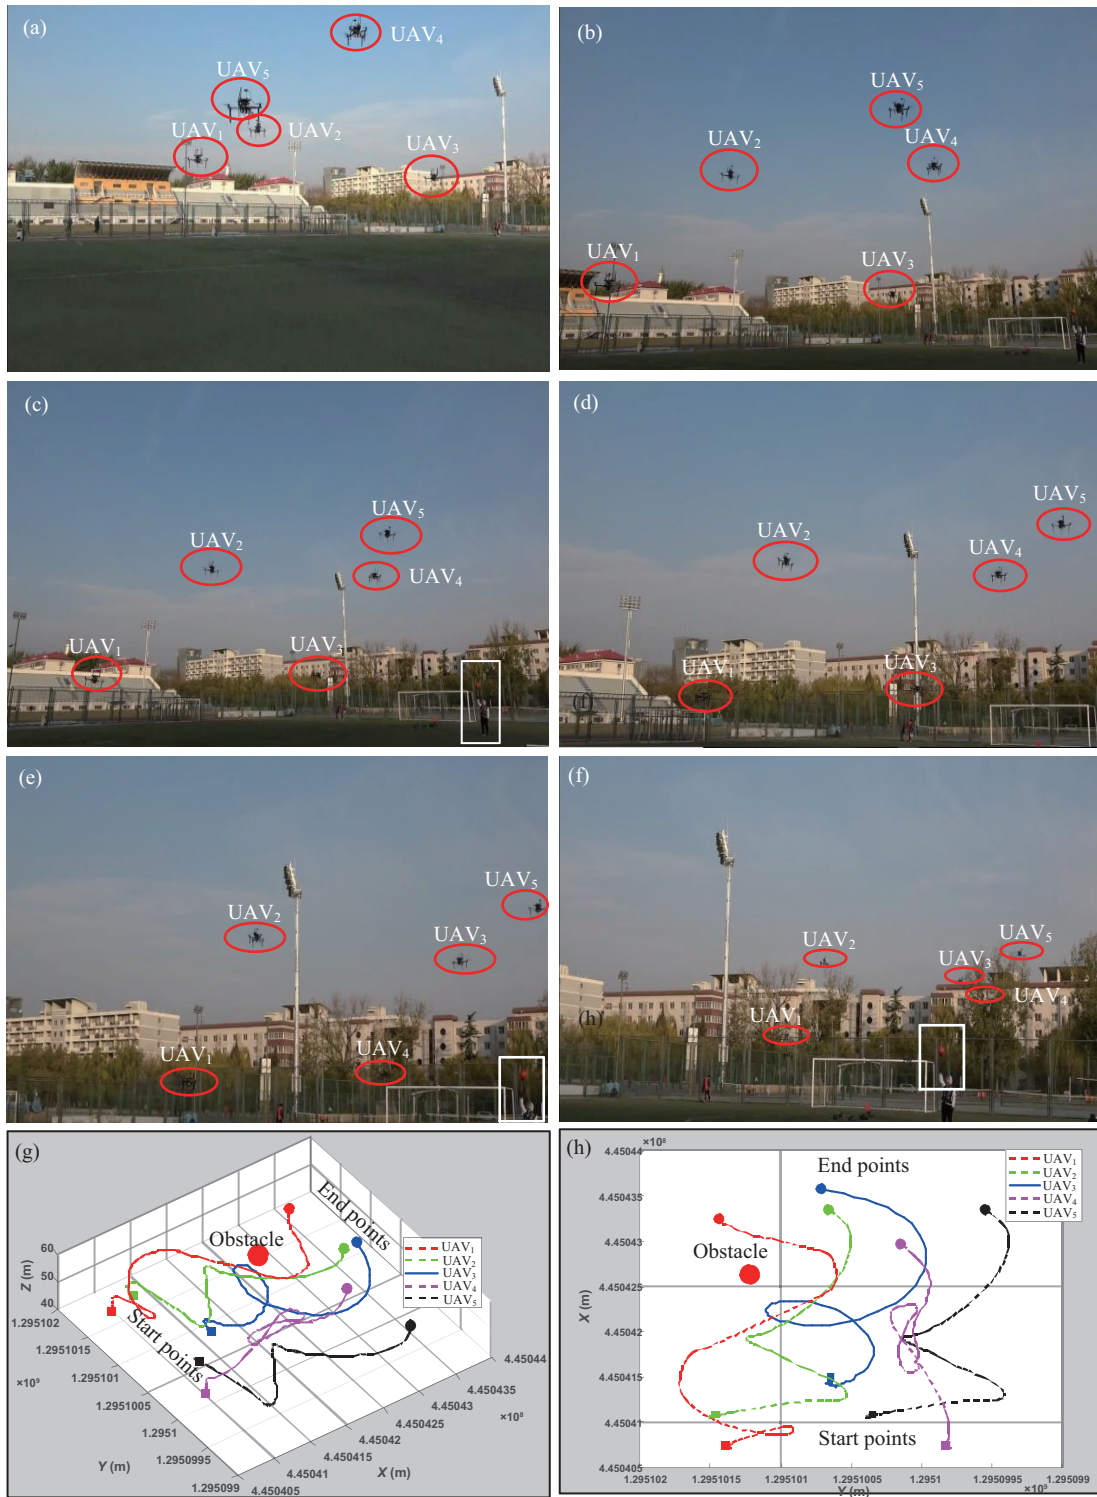 (a)
UAV4
UAV5
UAV1
UAV2
UAV3
(b)
UAV5
UAV2
UAV4
UAV1
UAV3
(c)
UAV5
UAV2
UAV4
UAV1
UAV3
(d)
UAV5
UAV2
UAV4
UAV1
UAV3
(f)
(e)
UAV5
UAV2
UAV3
UAV1
UAV4
(f)
UAV2
UAV5
UAV3
UAV4
UAV1
(h)
(g)
End points
Obstacle
UAV1
UAV2
UAV3
UAV4
UAV5
Start points
Z (m)
60
50
40
1.295102
1.2951015
1.295101
1.2951005
1.2951
1.2950995
1.295099
×10⁹
Y (m)
4.45044
4.450435
4.45043
4.450425
4.45042
4.450415
4.45041
4.450405
×10⁸
X (m)
(h)
×10⁸
End points
UAV1
UAV2
UAV3
UAV4
UAV5
Obstacle
Start points
X (m)
4.45044
4.450435
4.45043
4.450425
4.45042
4.450415
4.45041
4.450405
1.295102
1.2951015
1.295101
1.2951005
1.2951
1.2950995
1.295099
Y (m)
×10⁹